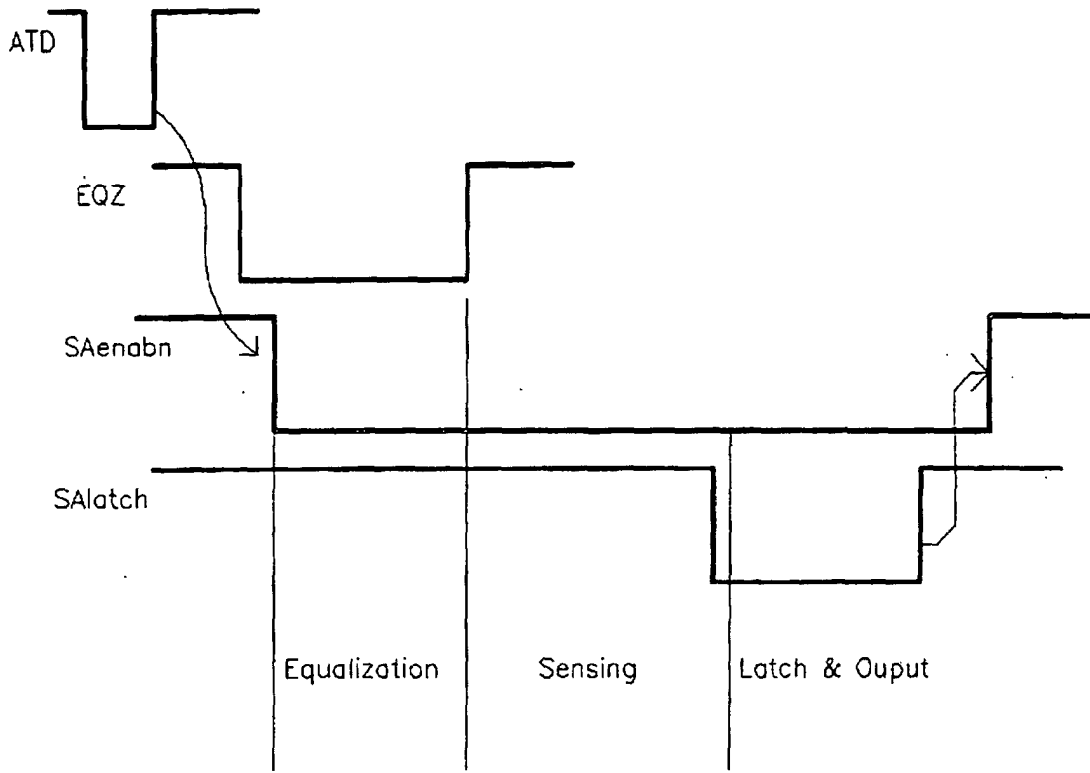 ATD
EQZ
SAenabn
SAlatch
Equalization
Sensing
Latch & Ouput